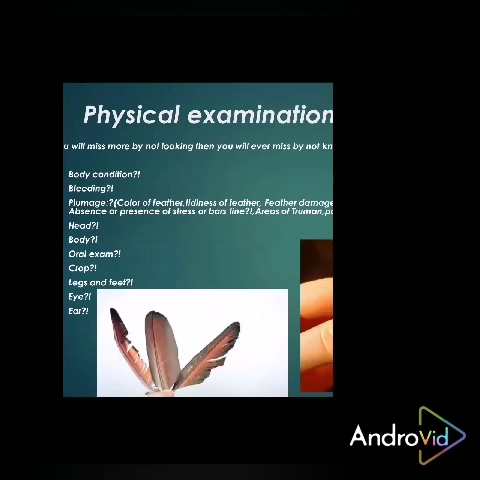 Physical examination
u will miss more by not looking then you will ever miss by not kn
Body condition?!
Bleeding?!
Plumage:?(Color of feather,tidiness of feather, Feather damage
Absence or presence of stress or bars line?!,Areas of Truman,po
Head?!
Body?!
Oral exam?!
Crop?!
Legs and feet?!
Eye?!
Ear?!
AndroVid